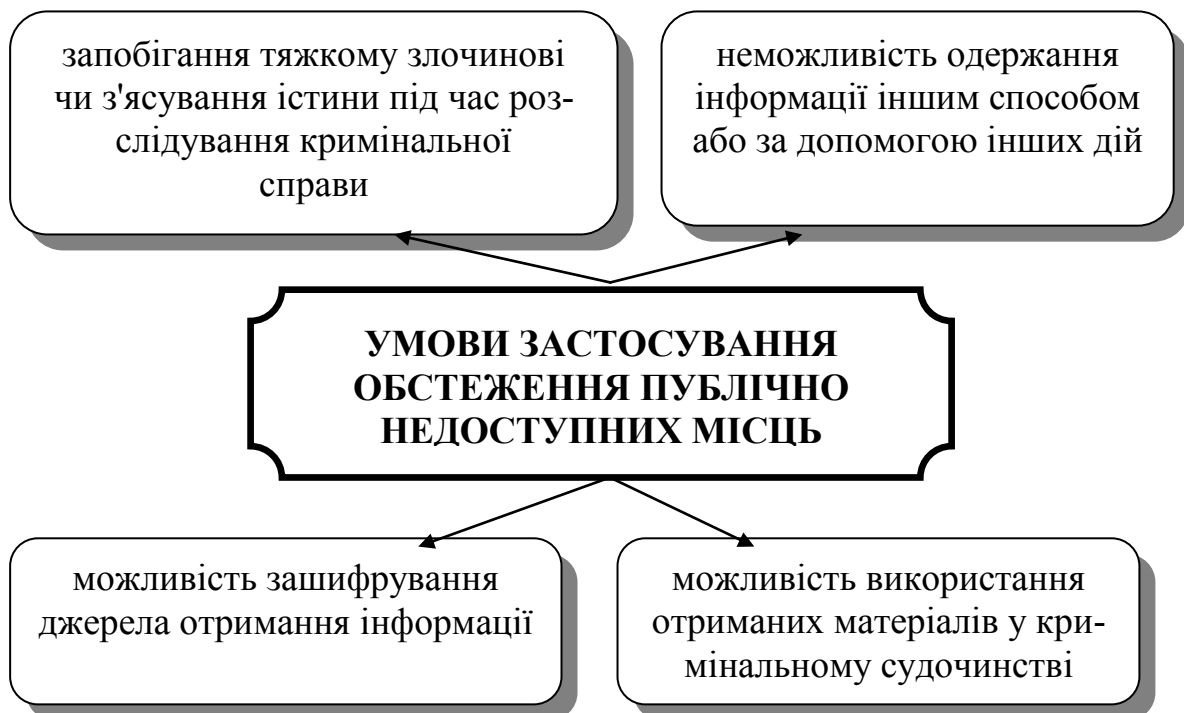 запобігання тяжкому злочинові
чи з'ясування істини під час роз-
слідування кримінальної
справи
неможливість одержання
інформації іншим способом
або за допомогою інших дій
УМОВИ ЗАСТОСУВАННЯ
ОБСТЕЖЕННЯ ПУБЛІЧНО
НЕДОСТУПНИХ МІСЦЬ
можливість зашифрування
джерела отримання інформації
можливість використання
отриманих матеріалів у кри-
мінальному судочинстві